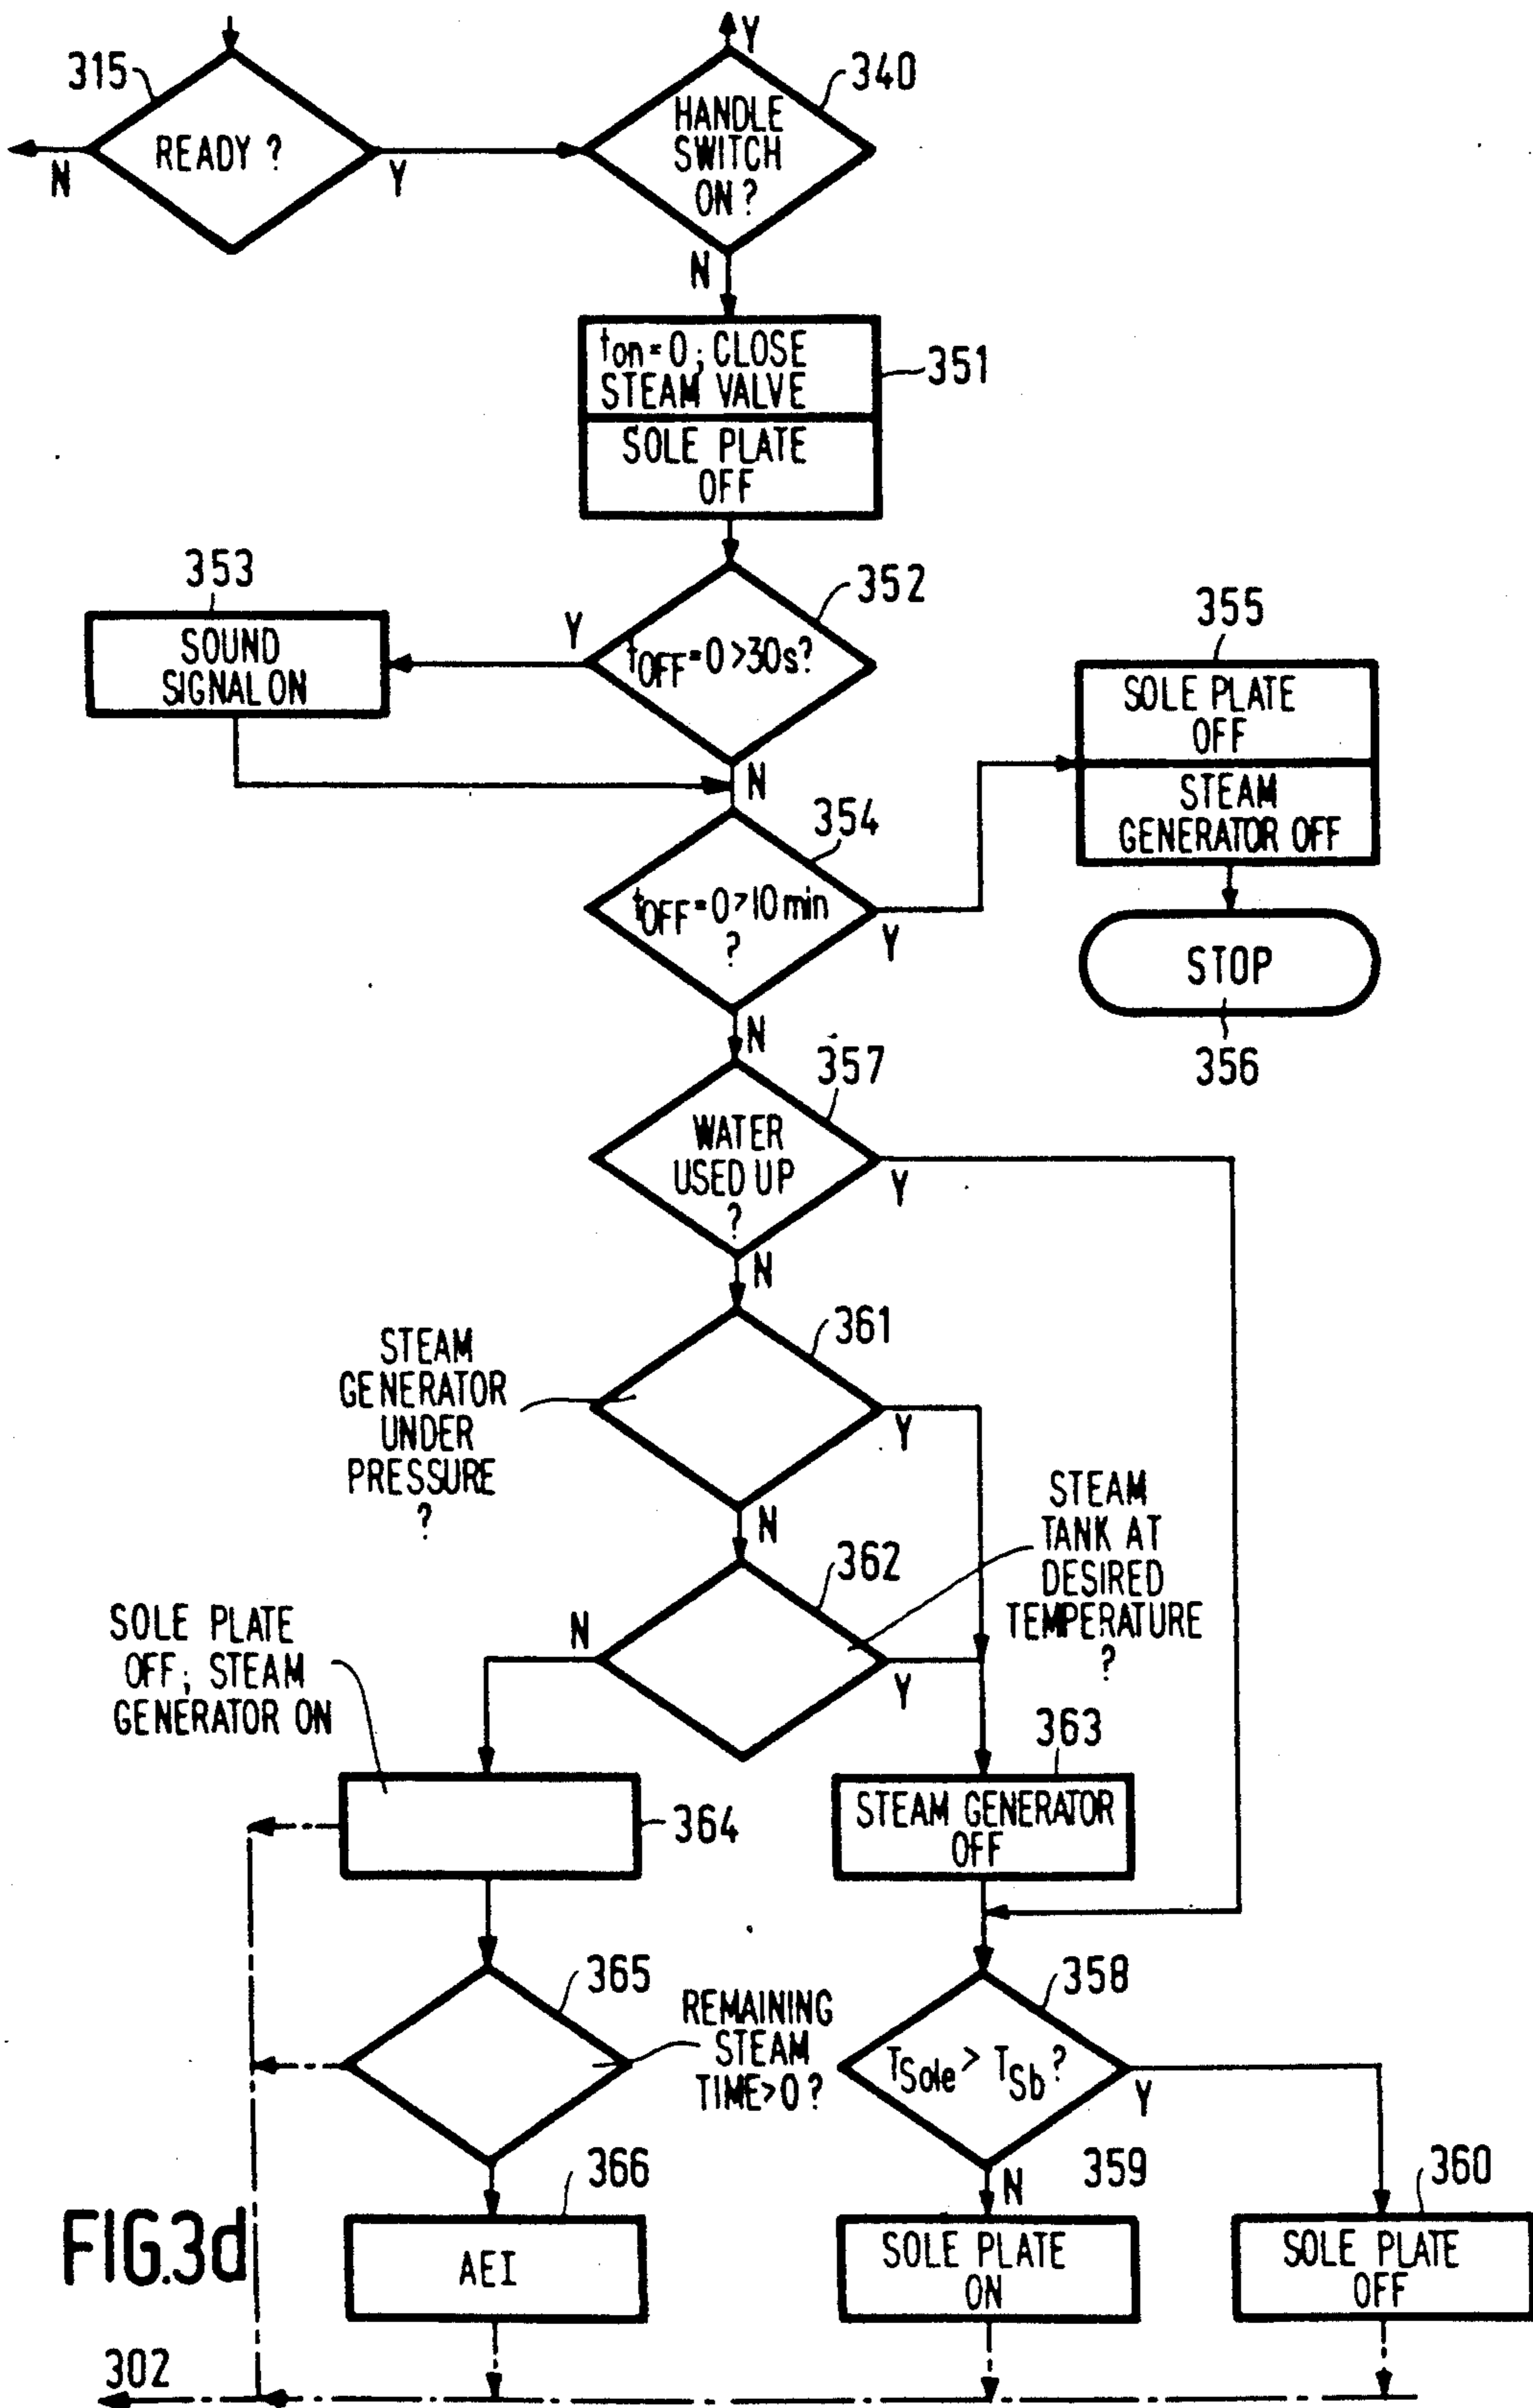 315
READY ?
N
Y
Y
340
HANDLE
SWITCH
ON ?
N
ton = 0 ; CLOSE
STEAM VALVE
351
SOLE PLATE
OFF
353
SOUND
SIGNAL ON
Y
352
tOFF = 0 > 30s?
N
355
SOLE PLATE
OFF
STEAM
GENERATOR OFF
354
tOFF = 0 > 10 min
?
Y
STOP
356
N
357
WATER
USED UP
?
Y
N
361
STEAM
GENERATOR
UNDER
PRESSURE
?
Y
N
362
STEAM
TANK AT
DESIRED
TEMPERATURE
?
N
Y
SOLE PLATE
OFF; STEAM
GENERATOR ON
364
363
STEAM GENERATOR
OFF
365
REMAINING
STEAM
TIME>0 ?
358
TSole > TSb ?
Y
N
366
AEI
359
SOLE PLATE
ON
360
SOLE PLATE
OFF
FIG.3d
302